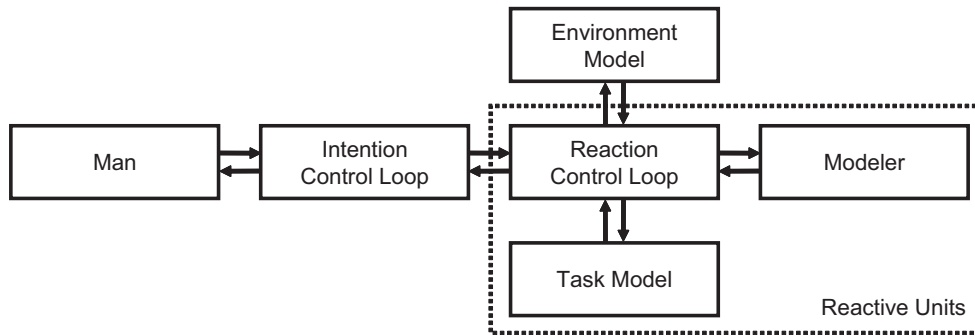 Environment
Model
Man
Intention
Control Loop
Reaction
Control Loop
Modeler
Task Model
Reactive Units